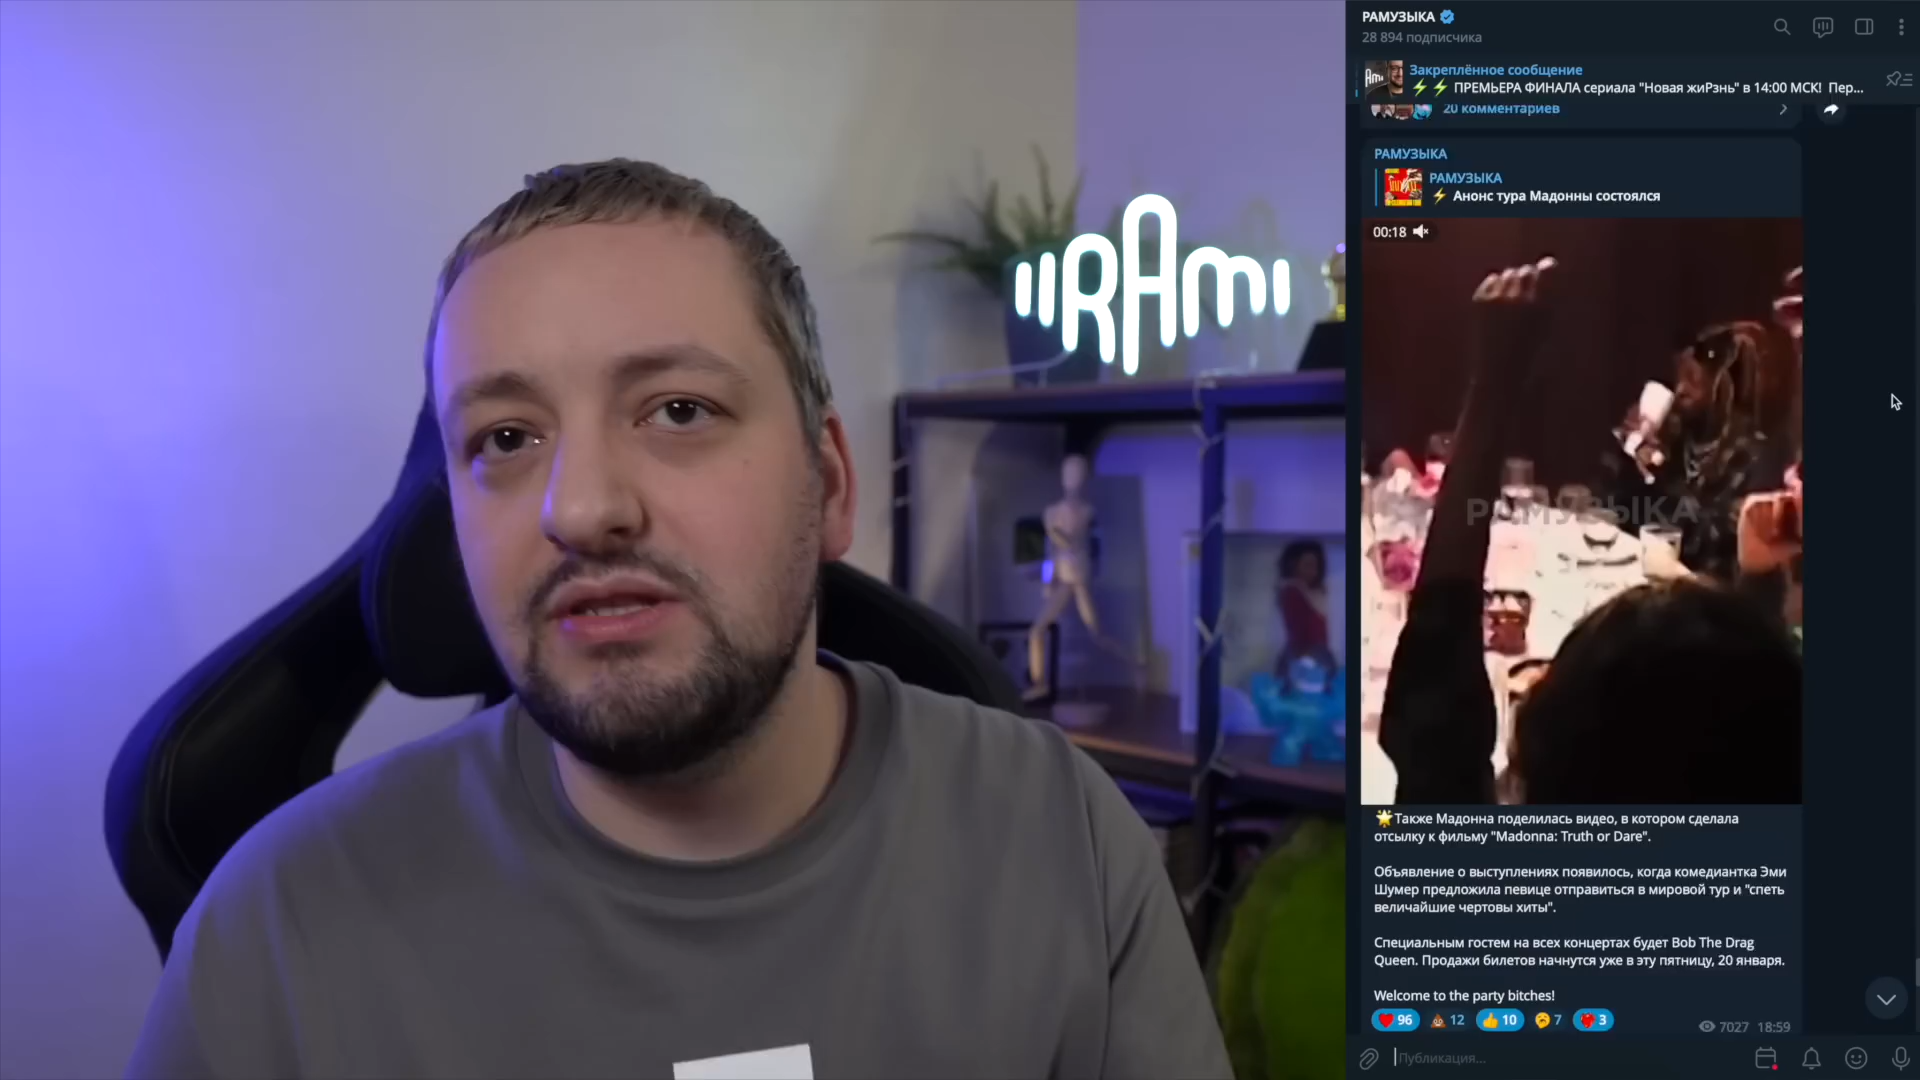 RAMI
РАМУЗЫКА
28 894 подписчика
Закреплённое сообщение
⚡⚡ ПРЕМЬЕРА ФИНАЛА сериала "Новая жиРзнь" в 14:00 МСК! Пер...
20 комментариев
РАМУЗЫКА
РАМУЗЫКА
⚡ Анонс тура Мадонны состоялся
00:18
РАМУЗЫКА
🌟Также Мадонна поделилась видео, в котором сделала
отсылку к фильму "Madonna: Truth or Dare".
Объявление о выступлениях появилось, когда комедиантка Эми
Шумер предложила певице отправиться в мировой тур и "спеть
величайшие чертовы хиты".
Специальным гостем на всех концертах будет Bob The Drag
Queen. Продажи билетов начнутся уже в эту пятницу, 20 января.
Welcome to the party bitches!
❤️ 96 💩 12 👍 10 🥱 7 3
7027 18:59
Публикация...